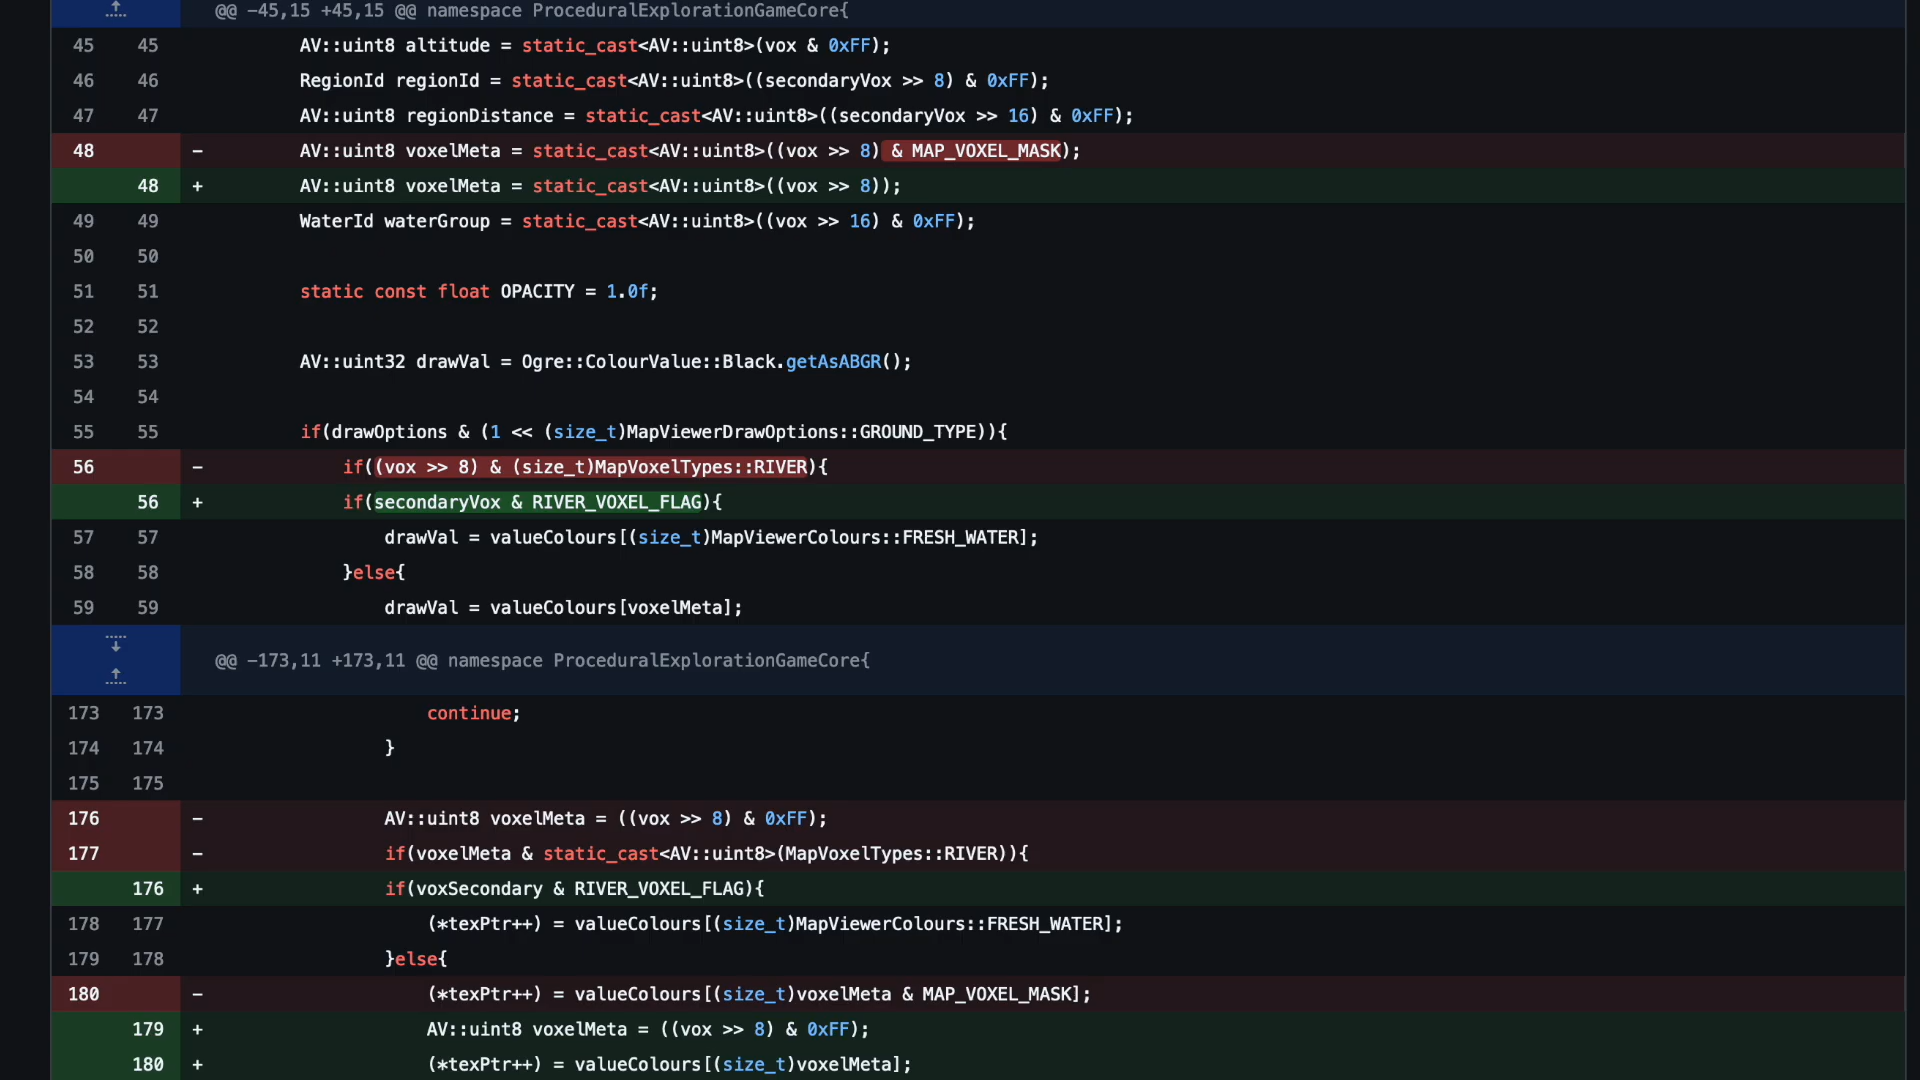 @@ -45,15 +45,15 @@ namespace ProceduralExplorationGameCore{
45 45 AV::uint8 altitude = static_cast<AV::uint8>(vox & 0xFF);
46 46 RegionId regionId = static_cast<AV::uint8>((secondaryVox >> 8) & 0xFF);
47 47 AV::uint8 regionDistance = static_cast<AV::uint8>((secondaryVox >> 16) & 0xFF);
48 - AV::uint8 voxelMeta = static_cast<AV::uint8>((vox >> 8) & MAP_VOXEL_MASK);
48 + AV::uint8 voxelMeta = static_cast<AV::uint8>((vox >> 8));
49 49 WaterId waterGroup = static_cast<AV::uint8>((vox >> 16) & 0xFF);
50 50
51 51 static const float OPACITY = 1.0f;
52 52
53 53 AV::uint32 drawVal = Ogre::ColourValue::Black.getAsABGR();
54 54
55 55 if(drawOptions & (1 << (size_t)MapViewerDrawOptions::GROUND_TYPE)){
56 - if((vox >> 8) & (size_t)MapVoxelTypes::RIVER){
56 + if(secondaryVox & RIVER_VOXEL_FLAG){
57 57 drawVal = valueColours[(size_t)MapViewerColours::FRESH_WATER];
58 58 }else{
59 59 drawVal = valueColours[voxelMeta];
@@ -173,11 +173,11 @@ namespace ProceduralExplorationGameCore{
173 173 continue;
174 174 }
175 175
176 - AV::uint8 voxelMeta = ((vox >> 8) & 0xFF);
177 - if(voxelMeta & static_cast<AV::uint8>(MapVoxelTypes::RIVER)){
176 + if(voxSecondary & RIVER_VOXEL_FLAG){
178 177 (*texPtr++) = valueColours[(size_t)MapViewerColours::FRESH_WATER];
179 178 }else{
180 - (*texPtr++) = valueColours[(size_t)voxelMeta & MAP_VOXEL_MASK];
179 + AV::uint8 voxelMeta = ((vox >> 8) & 0xFF);
180 + (*texPtr++) = valueColours[(size_t)voxelMeta];